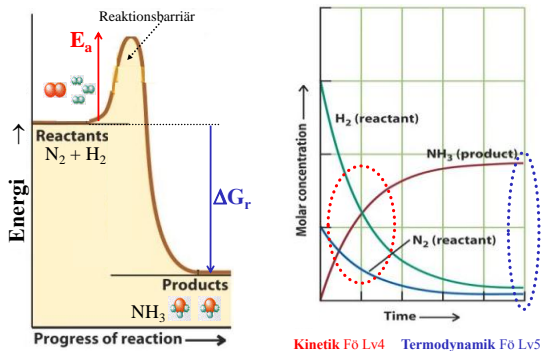 Reaktionsbarriär
Eₐ
Reactants
N₂ + H₂
Energi
ΔGᵣ
Products
NH₃
Progress of reaction
H₂ (reactant)
NH₃ (product)
N₂ (reactant)
Molar concentration
Time
Kinetik Fö Lv4 Termodynamik Fö Lv5